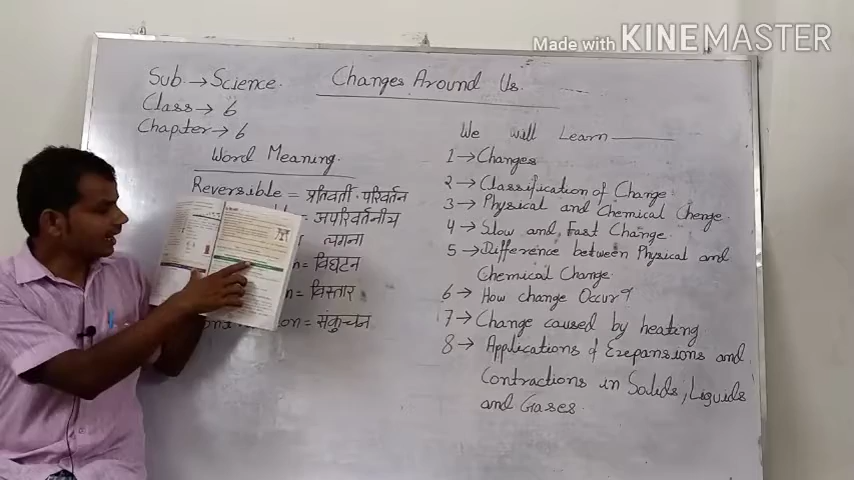 Made with KINEMASTER
Sub. → Science.
Class → 6
Chapter → 6
Changes Around Us.
Word Meaning.
Reversible = प्रतिवर्ती परिवर्तन
= अपरिवर्तनीय
लगना
= विघटन
= विस्तार
on = संकुचन
We will Learn
1 → Changes
2 → Classification of Change.
3 → Physical and Chemical Chenge.
4 → Slow and Fast Change.
5 → Difference between Physical and
Chemical Change.
6 → How change Occur?
7 → Change caused by heating
8 → Applications of Erepansions and
Contractions in Solids, Liquids
and Gases.